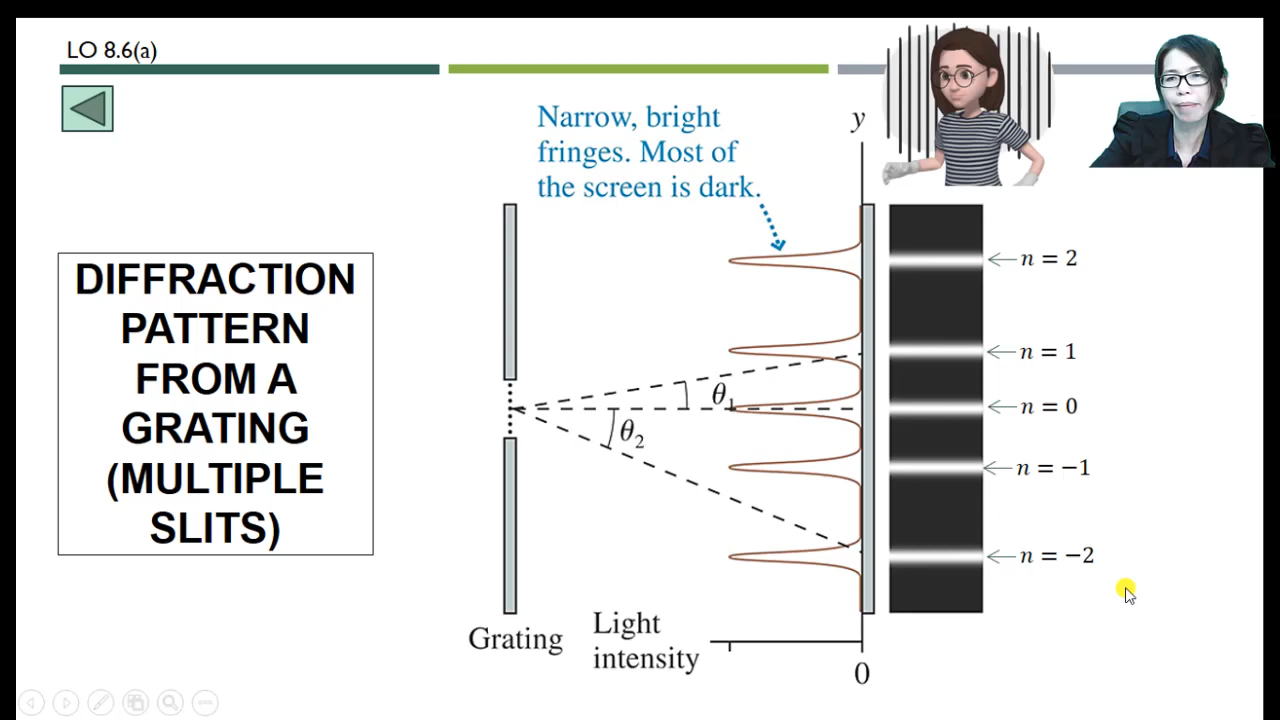 LO 8.6(a)
Narrow, bright
fringes. Most of
the screen is dark.
y
DIFFRACTION
PATTERN
FROM A
GRATING
(MULTIPLE
SLITS)
θ₁
θ₂
n = 2
n = 1
n = 0
n = −1
n = −2
Grating
Light
intensity
0